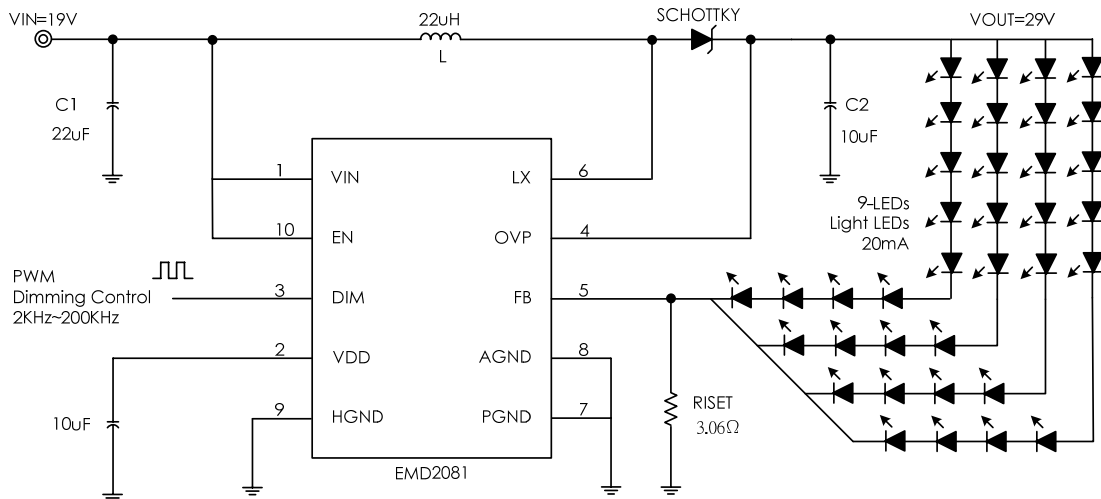 VIN=19V
22uH
SCHOTTKY
VOUT=29V
L
C1
22uF
C2
10uF
1
VIN
LX
6
10
EN
OVP
4
9-LEDs
Light LEDs
20mA
PWM
Dimming Control
2KHz~200KHz
3
DIM
FB
5
2
VDD
AGND
8
10uF
9
HGND
PGND
7
RISET
3.06Ω
EMD2081